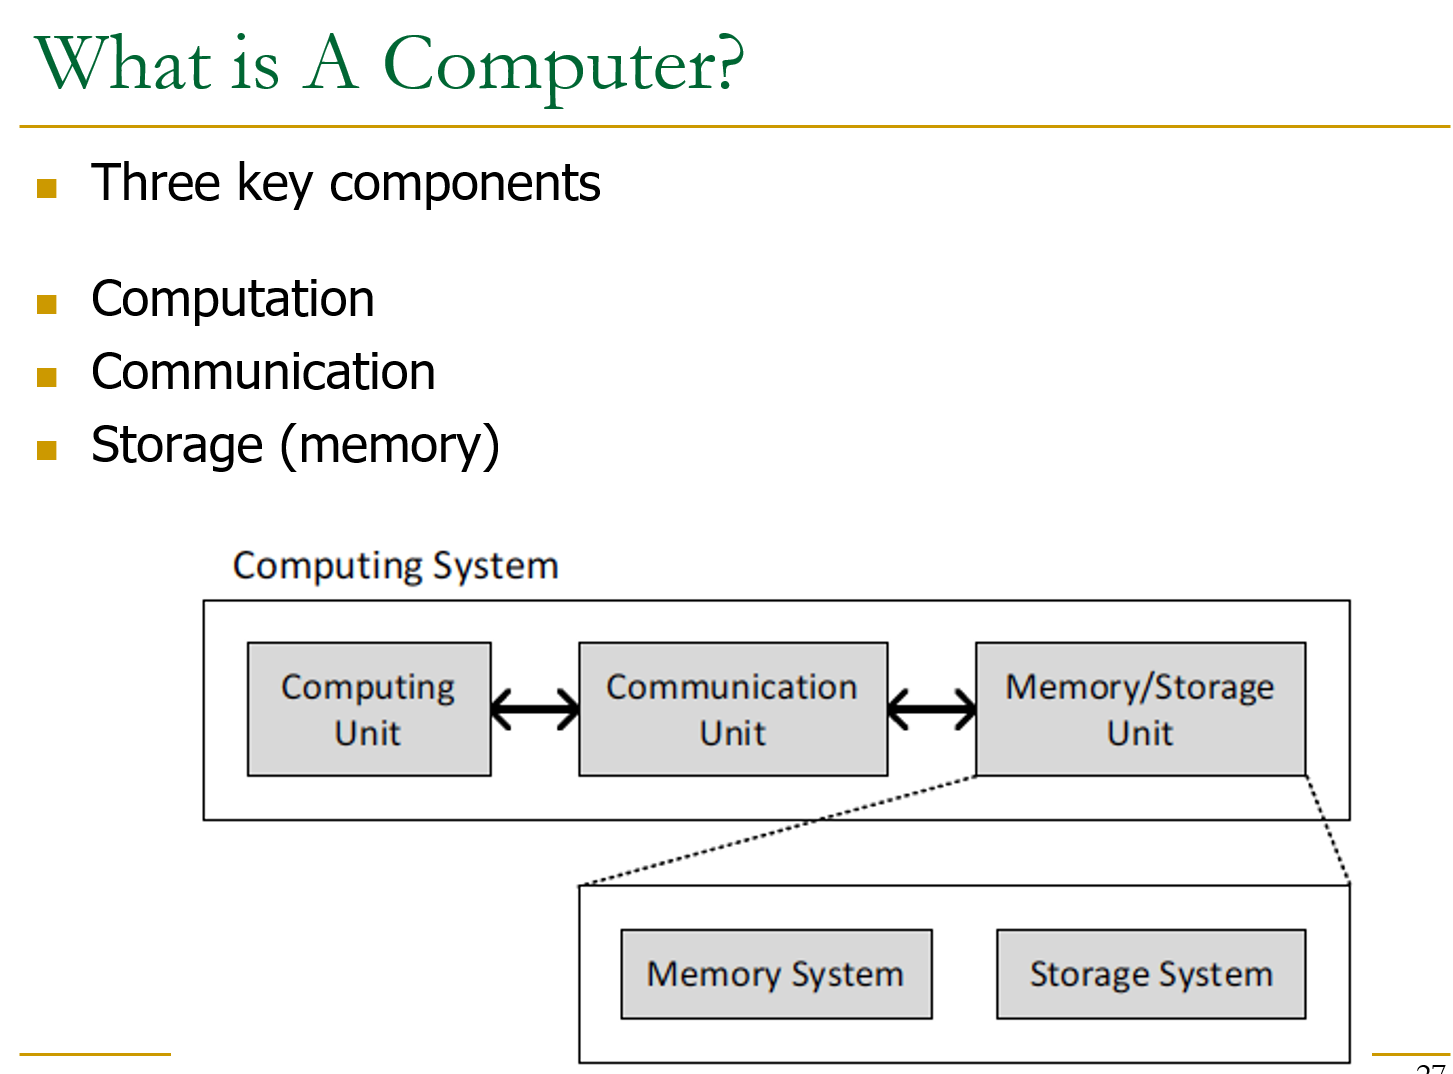 What is A Computer?
Three key components
Computation
Communication
Storage (memory)
Computing System
Computing
Unit
Communication
Unit
Memory/Storage
Unit
Memory System
Storage System
27